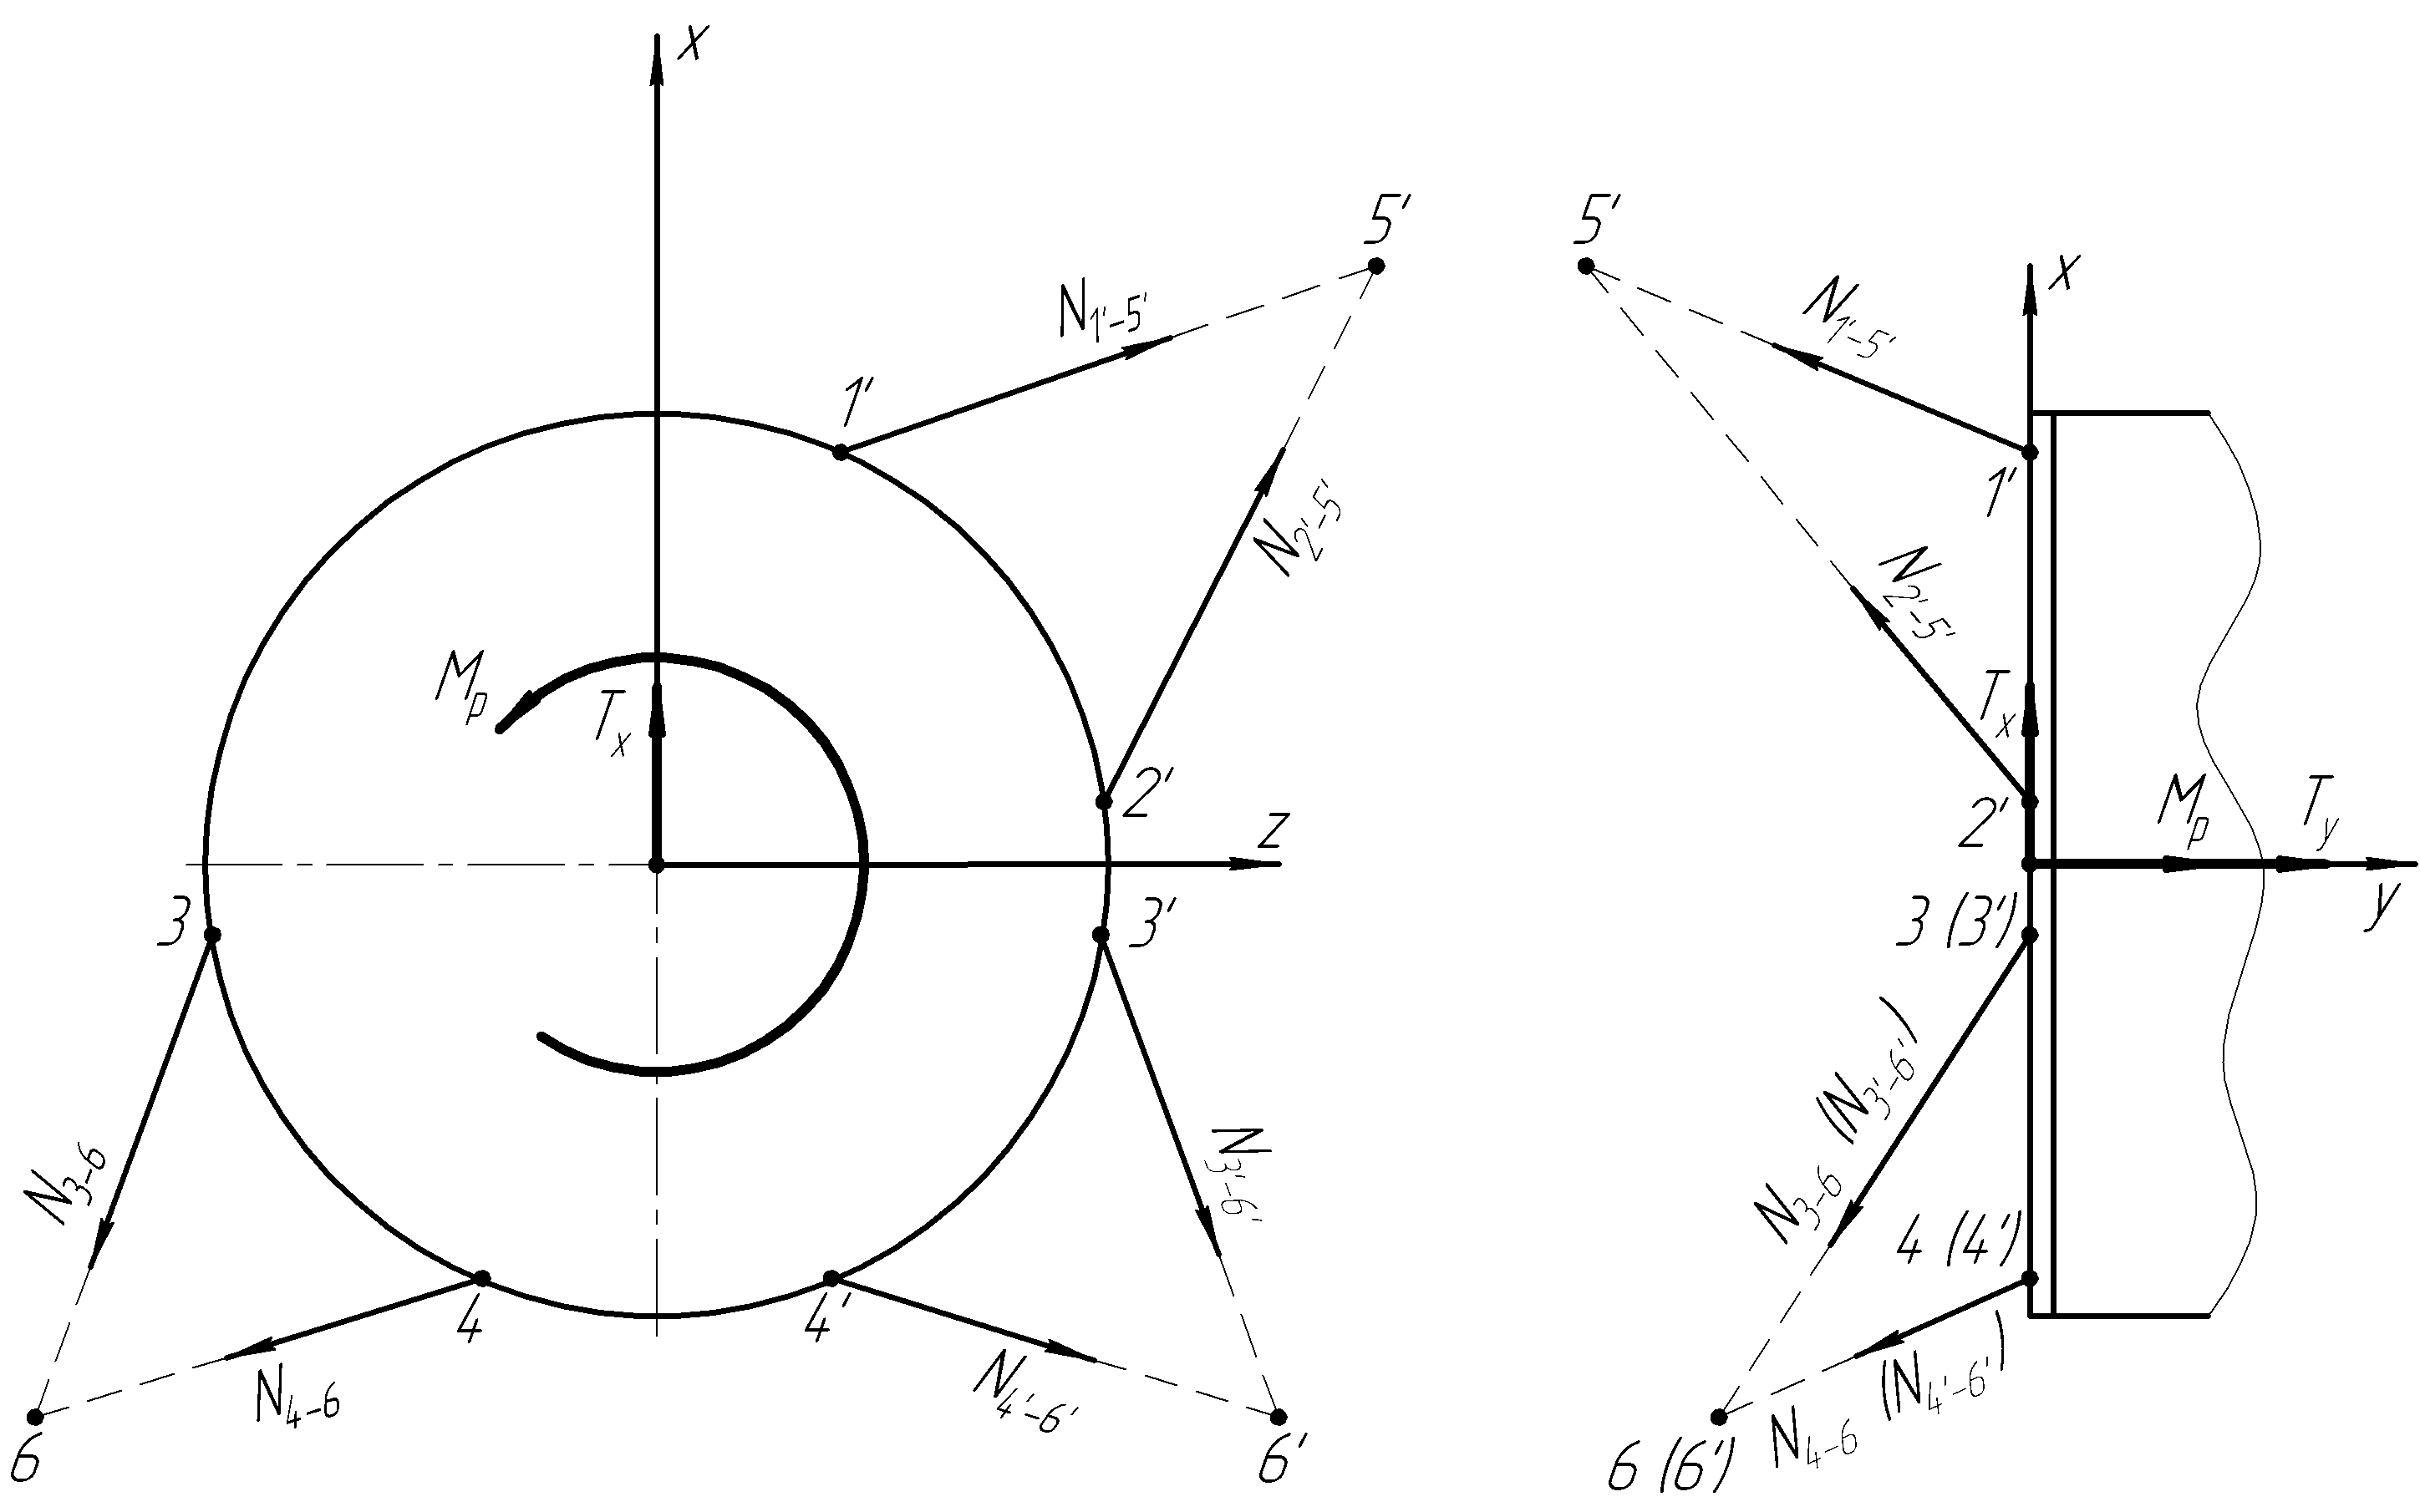 x
5'
N1'-5'
1'
N2'-5'
Mp
Tx
2'
z
3
3'
N3-6
N3'-6'
4
4'
N4-6
N4'-6'
6
6'
5'
N1'-5'
x
1'
N2'-5'
Tx
2'
Mp
Ty
y
3 (3')
N3-6 (N3'-6')
4 (4')
N4-6 (N4'-6')
6 (6')